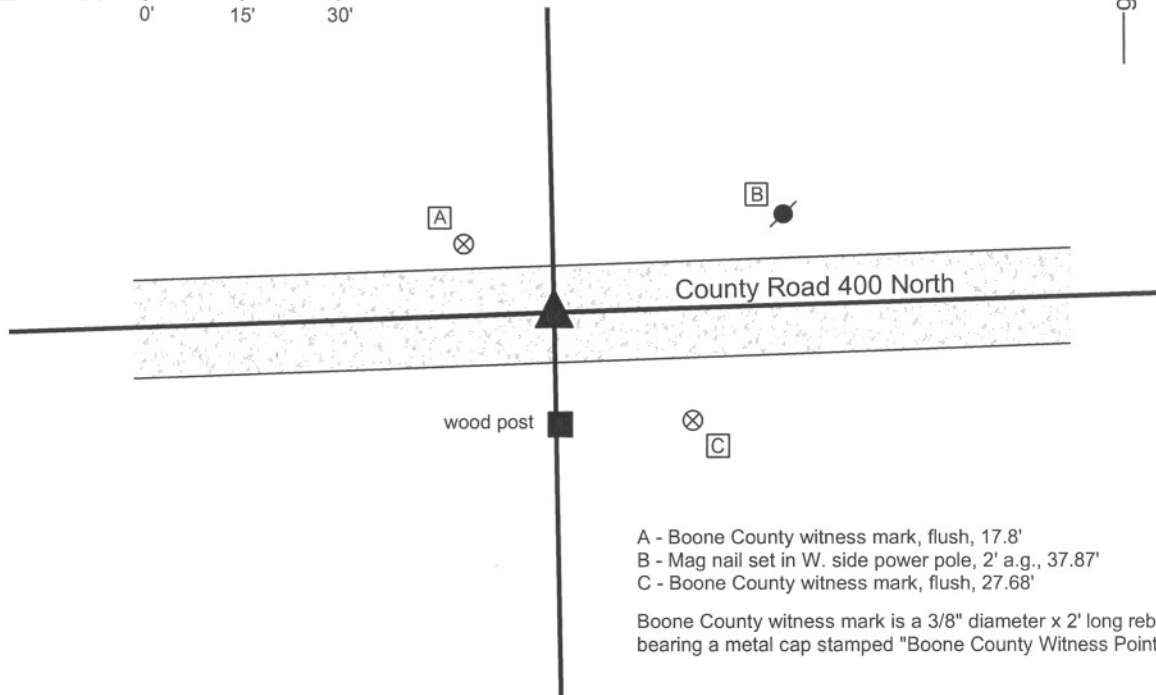 0' 15' 30'
A
B
County Road 400 North
wood post
C
A - Boone County witness mark, flush, 17.8'
B - Mag nail set in W. side power pole, 2' a.g., 37.87'
C - Boone County witness mark, flush, 27.68'
Boone County witness mark is a 3/8" diameter x 2' long reb
bearing a metal cap stamped "Boone County Witness Point